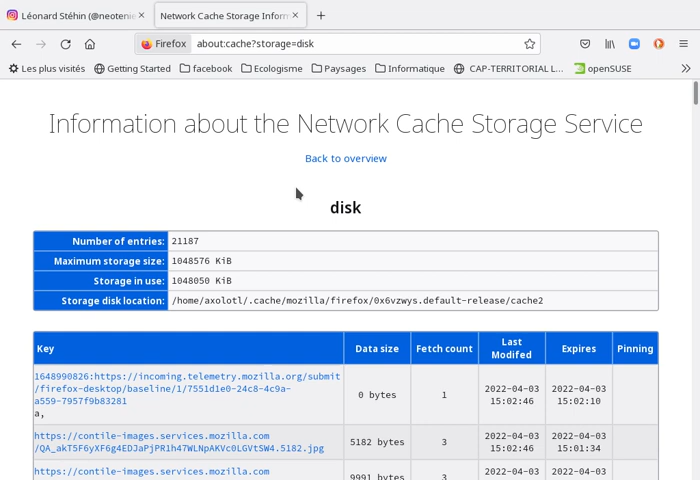 Léonard Stéhin (@neotenie
Network Cache Storage Inform
Firefox
about:cache?storage=disk
Les plus visités
Getting Started
facebook
Ecologisme
Paysages
Informatique
CAP-TERRITORIAL L...
openSUSE
Information about the Network Cache Storage Service
Back to overview
disk
Number of entries: 21187
Maximum storage size: 1048576 KiB
Storage in use: 1048050 KiB
Storage disk location: /home/axolotl/.cache/mozilla/firefox/0x6vzwys.default-release/cache2
Key Data size Fetch count Last Modifed Expires Pinning
1648990826:https://incoming.telemetry.mozilla.org/submit
/firefox-desktop/baseline/1/7551d1e0-24c8-4c9a-
a559-7957f9b83281
a,
0 bytes
1
2022-04-03
15:02:46
2022-04-03
15:02:10
https://contile-images.services.mozilla.com
/QA_akT5F6yXF6g4EDJaPjPR1h47WLNpAKVc0LGVtSW4.5182.jpg
5182 bytes
3
2022-04-03
15:02:46
2022-04-03
15:01:34
https://contile-images.services.mozilla.com
9991 bytes
3
2022-04-03
2022-04-03